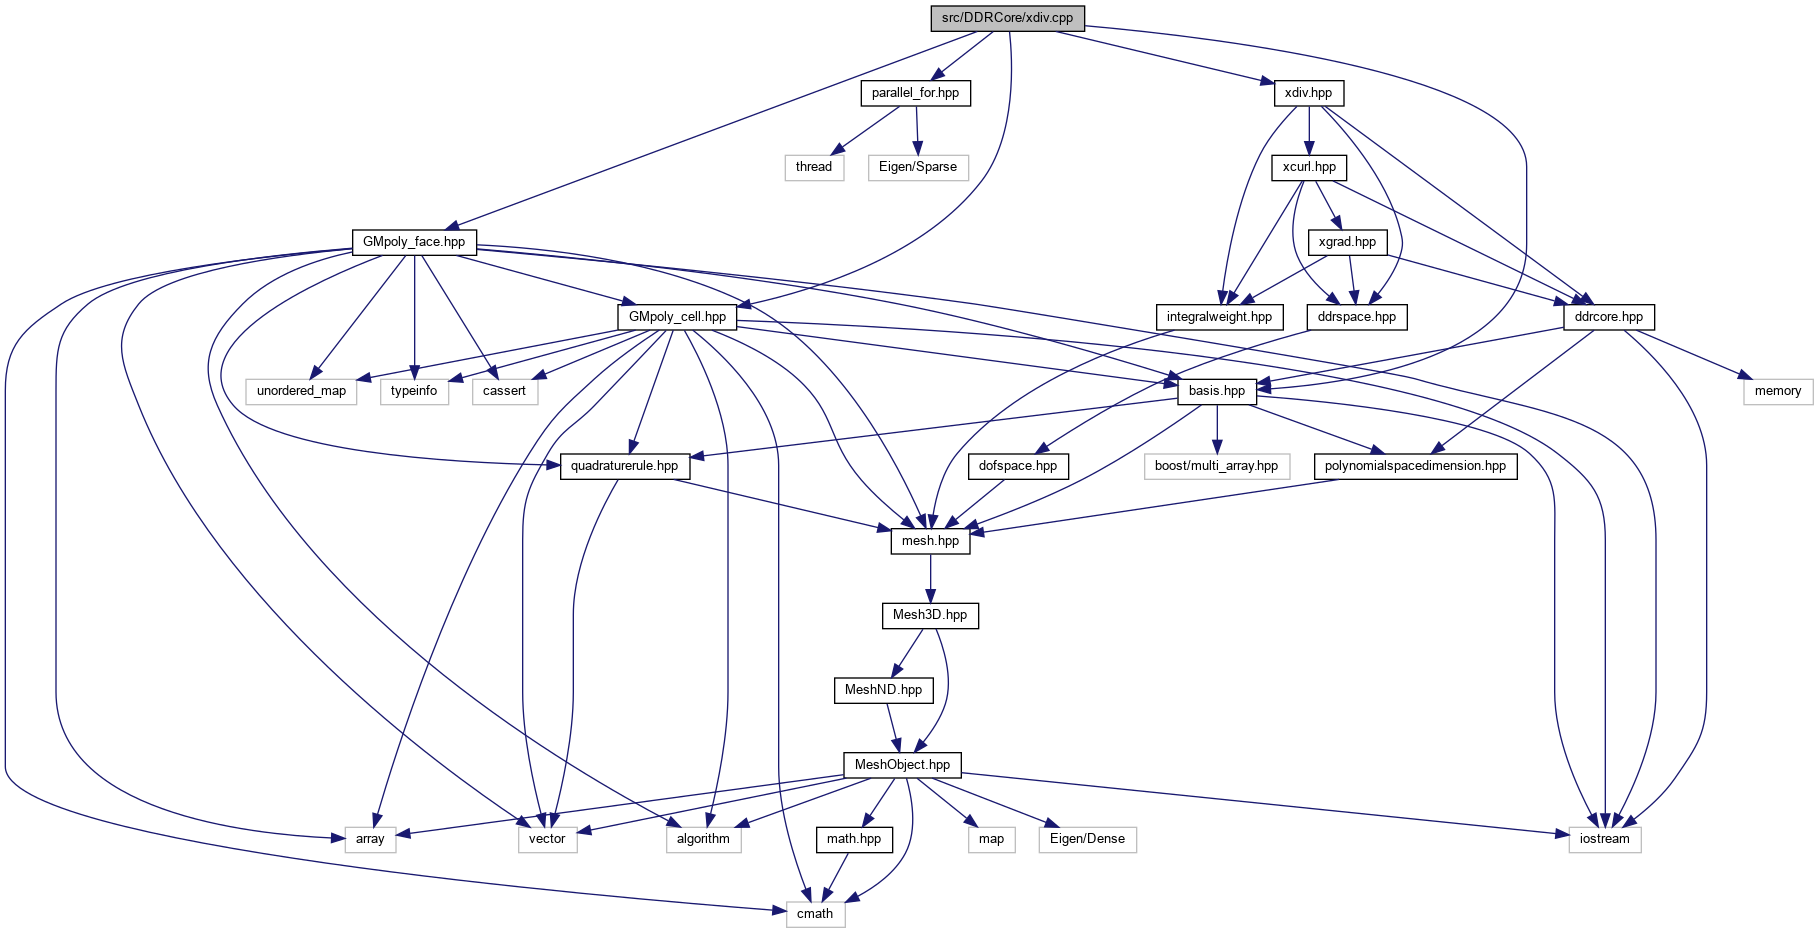 src/DDRCore/xdiv.cpp
parallel_for.hpp
xdiv.hpp
thread
Eigen/Sparse
xcurl.hpp
GMpoly_face.hpp
xgrad.hpp
GMpoly_cell.hpp
integralweight.hpp
ddrspace.hpp
ddrcore.hpp
unordered_map
typeinfo
cassert
basis.hpp
memory
quadraturerule.hpp
dofspace.hpp
boost/multi_array.hpp
polynomialspacedimension.hpp
mesh.hpp
Mesh3D.hpp
MeshND.hpp
MeshObject.hpp
array
vector
algorithm
math.hpp
map
Eigen/Dense
iostream
cmath